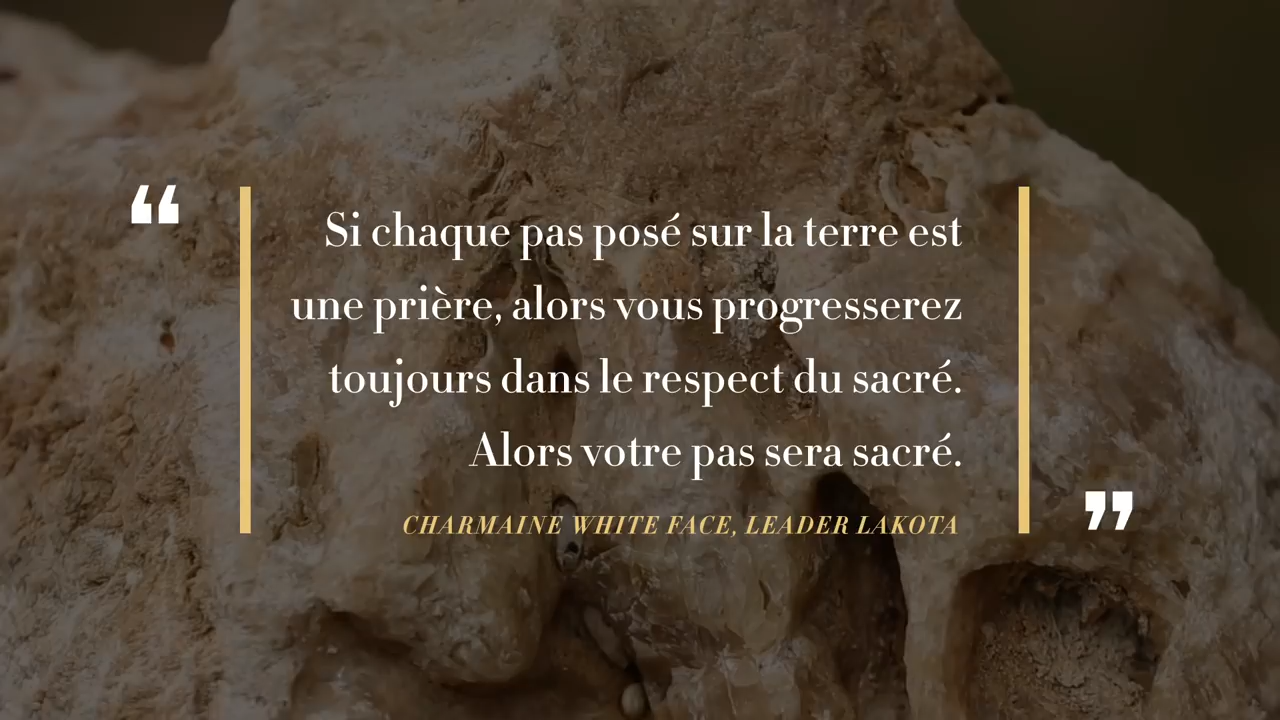 “
Si chaque pas posé sur la terre est
une prière, alors vous progresserez
toujours dans le respect du sacré.
Alors votre pas sera sacré.
CHARMAINE WHITE FACE, LEADER LAKOTA
”